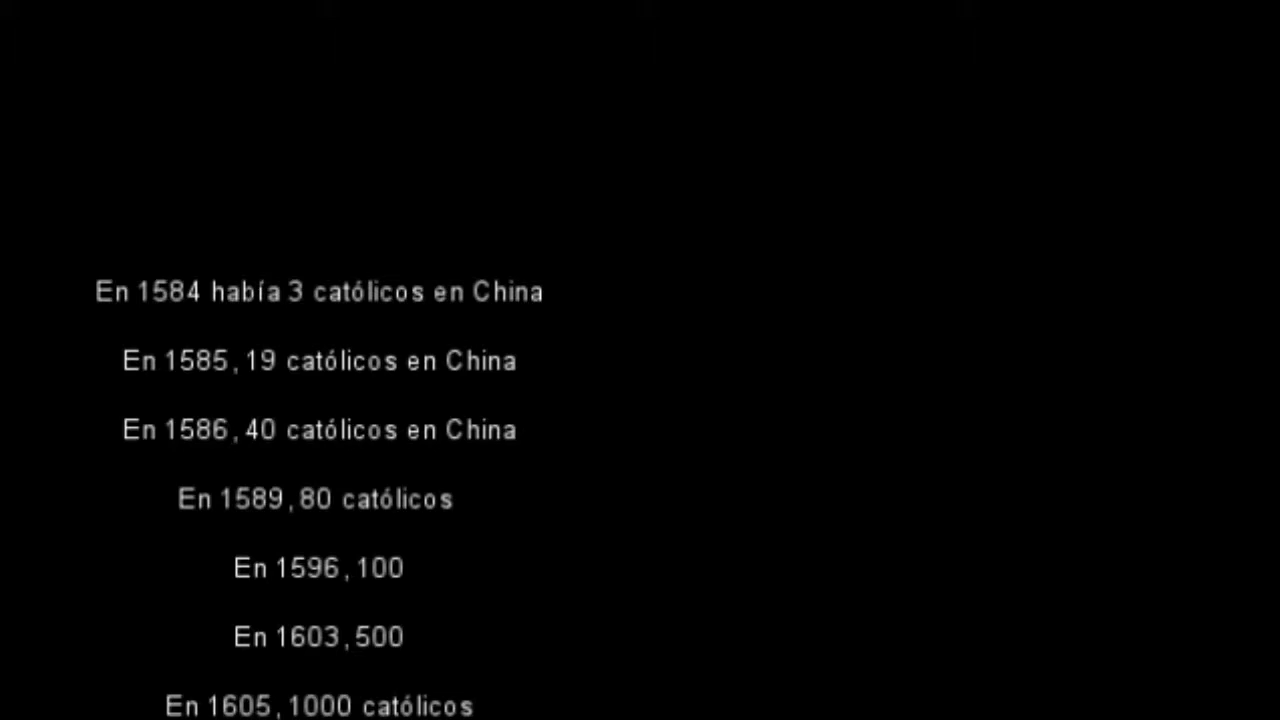 En 1584 había 3 católicos en China
En 1585, 19 católicos en China
En 1586, 40 católicos en China
En 1589, 80 católicos
En 1596, 100
En 1603, 500
En 1605, 1000 católicos